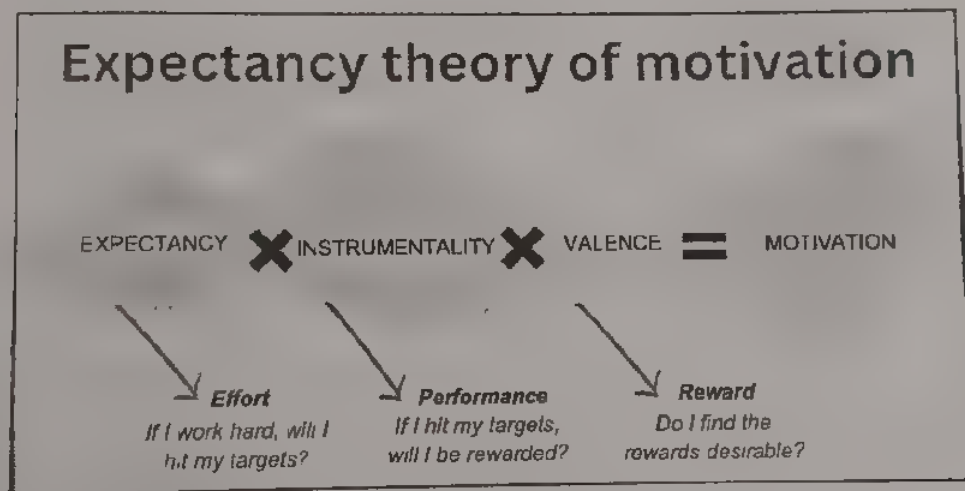 Expectancy theory of motivation
EXPECTANCY ✖ INSTRUMENTALITY ✖ VALENCE = MOTIVATION
Effort
If I work hard, will I
hit my targets?
Performance
If I hit my targets,
will I be rewarded?
Reward
Do I find the
rewards desirable?